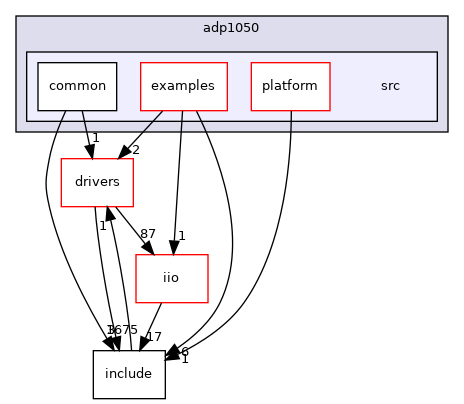 adp1050
common
examples
platform
src
1
2
drivers
1
87
1
iio
1675
17
6
1
include